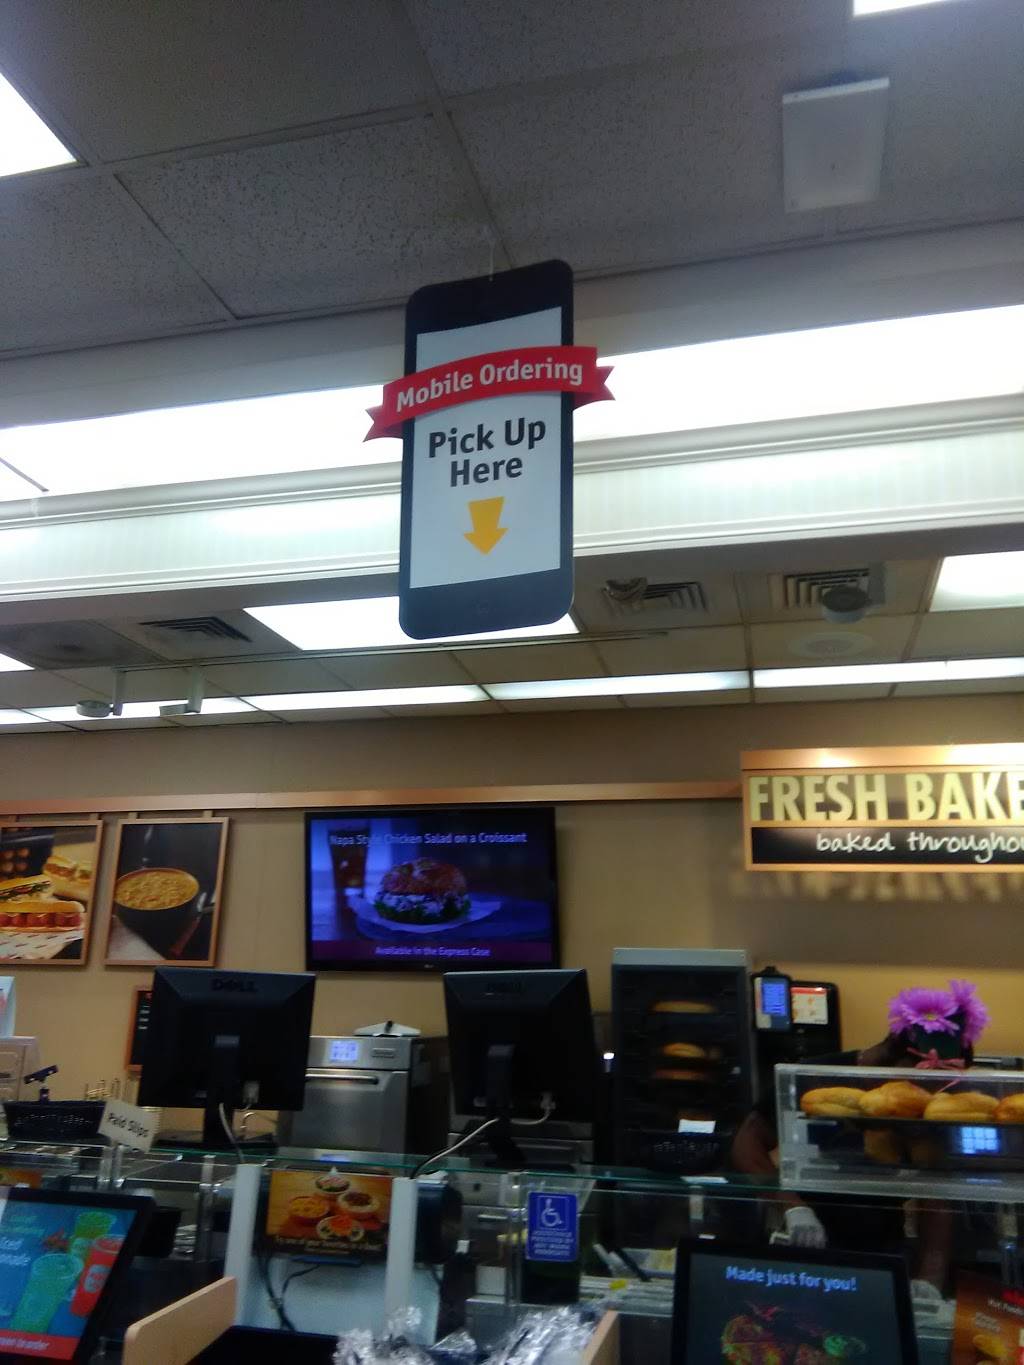 Mobile Ordering
Pick Up
Here
FRESH BAKE
baked throughou
Napa Style Chicken Salad on a Croissant
Available in the Express Case
DELL
Paid Slips
Made just for you!